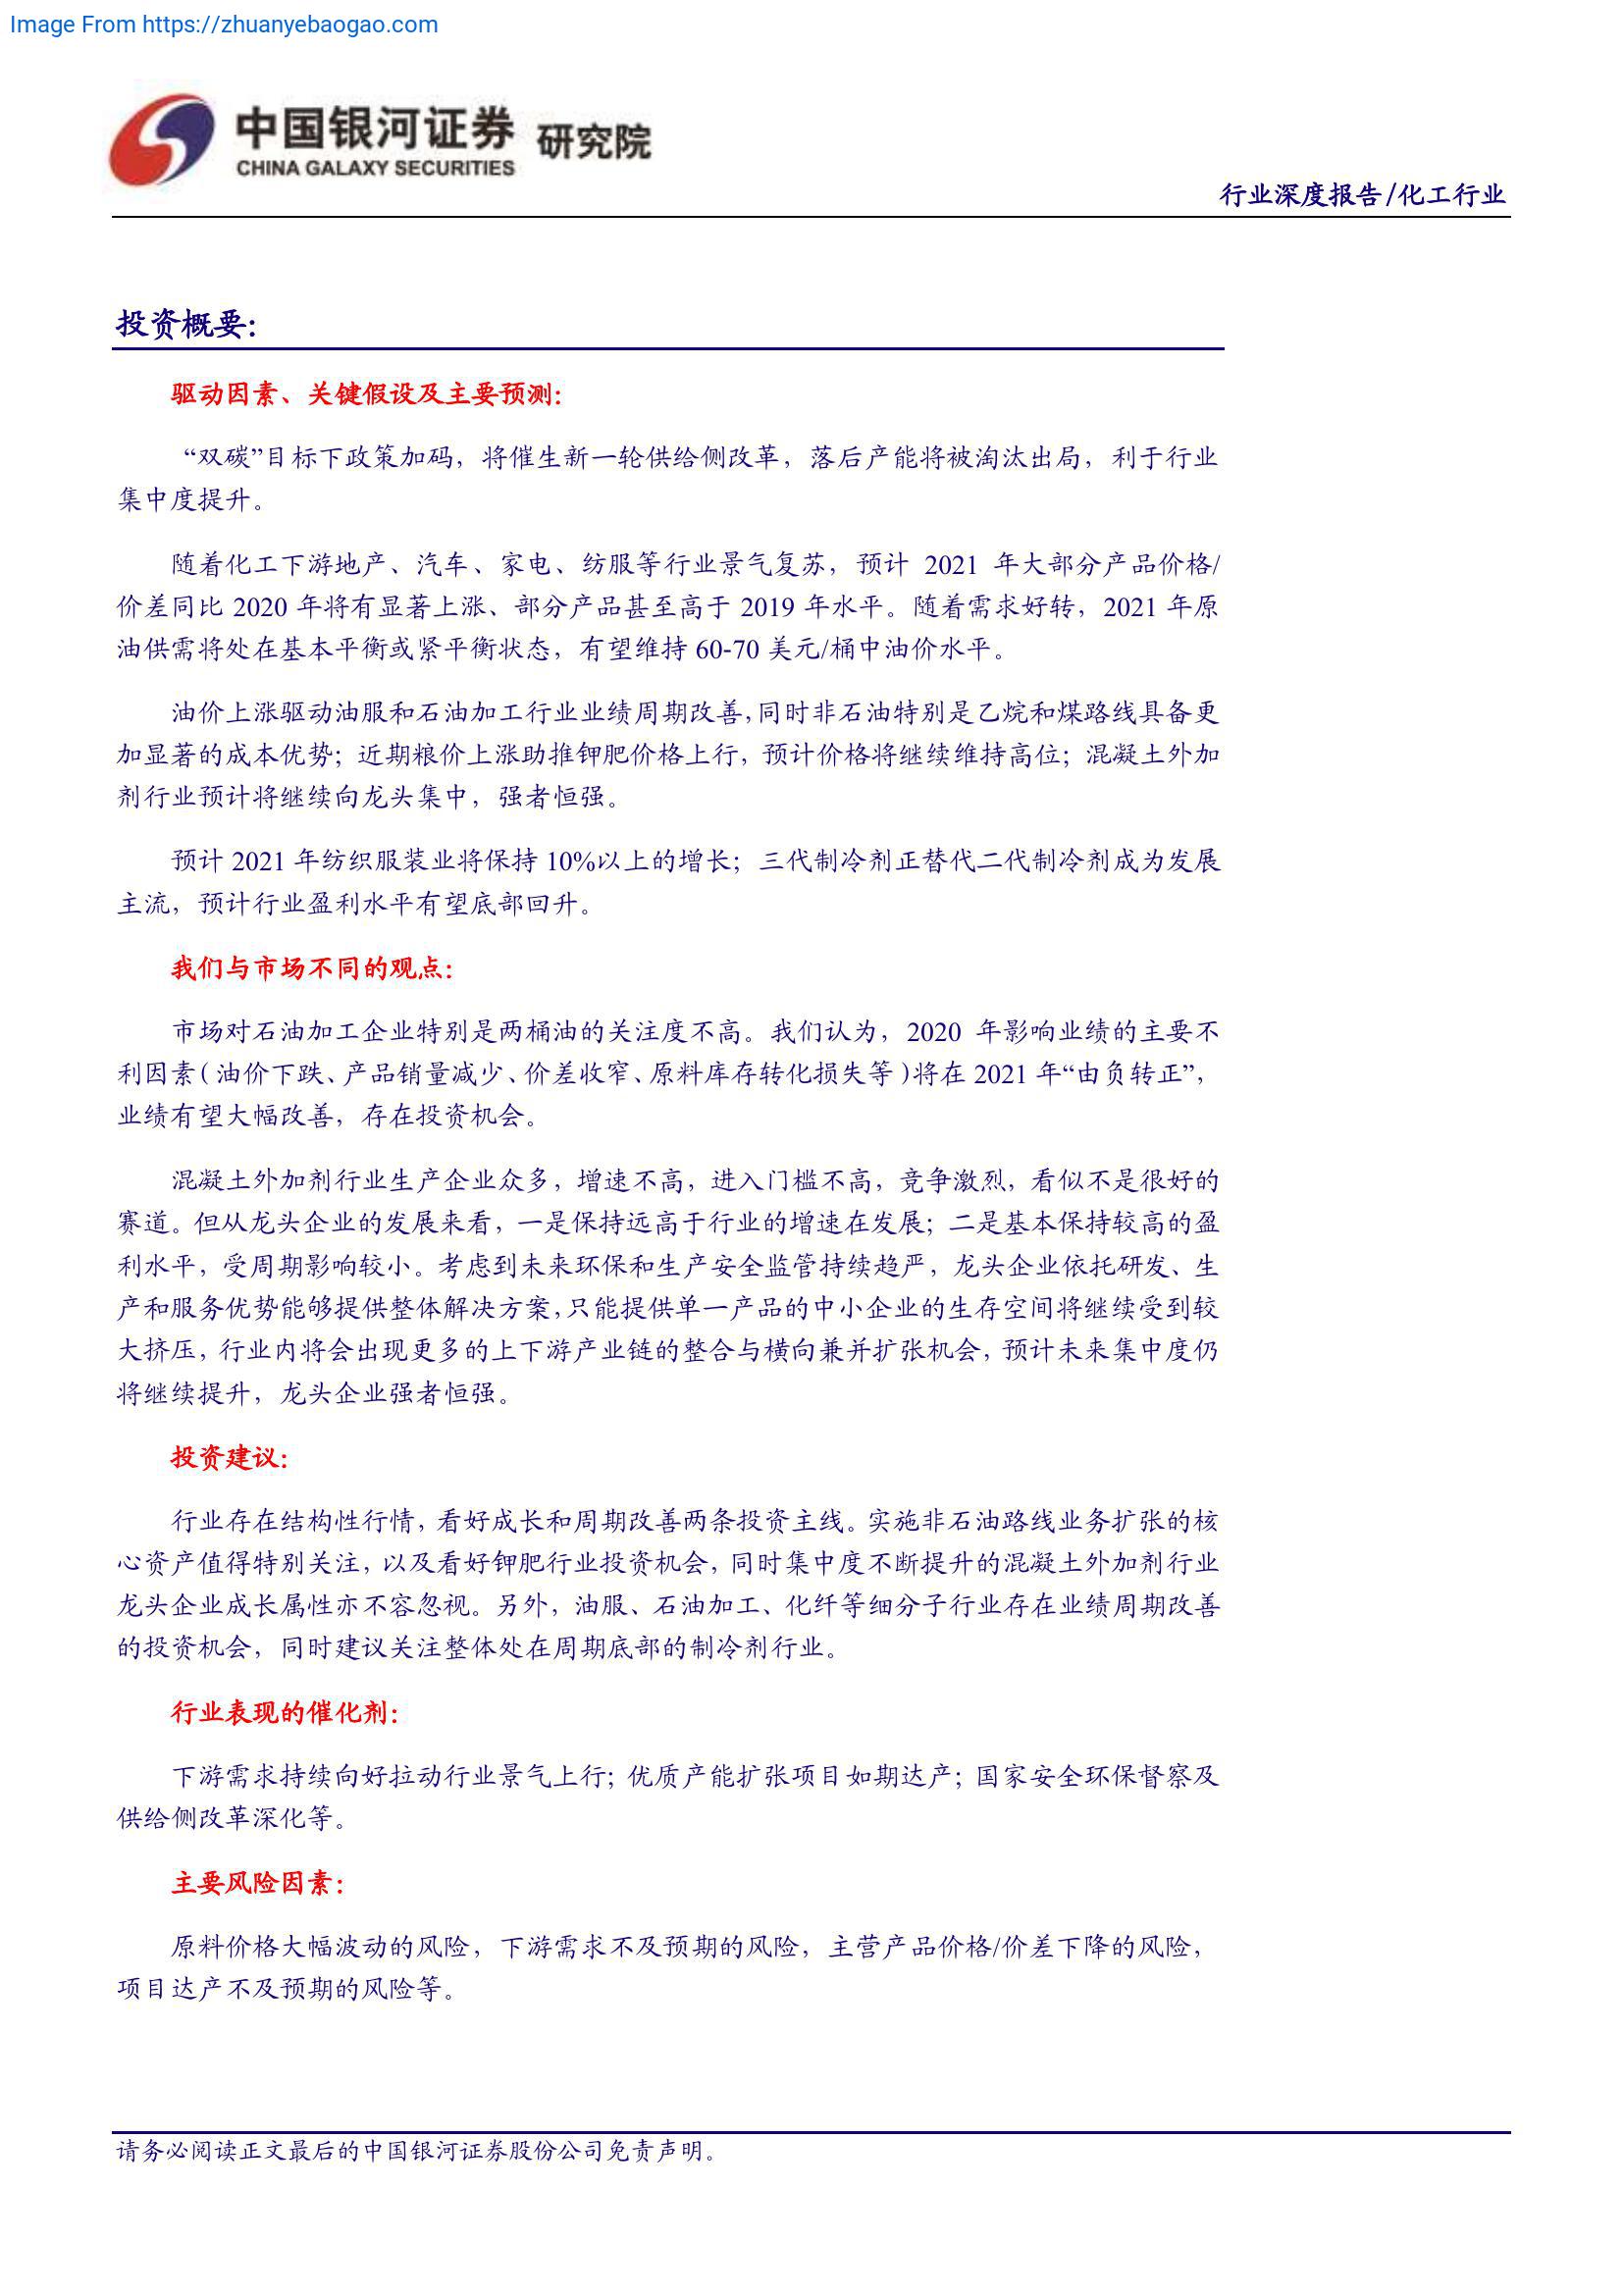 Image From https://zhuanyebaogao.com
中国银河证券 研究院
CHINA GALAXY SECURITIES
行业深度报告/化工行业
投资概要：
驱动因素、关键假设及主要预测：
“双碳”目标下政策加码，将催生新一轮供给侧改革，落后产能将被淘汰出局，利于行业
集中度提升。
随着化工下游地产、汽车、家电、纺服等行业景气复苏，预计 2021 年大部分产品价格/
价差同比 2020 年将有显著上涨、部分产品甚至高于 2019 年水平。随着需求好转，2021 年原
油供需将处在基本平衡或紧平衡状态，有望维持 60-70 美元/桶中油价水平。
油价上涨驱动油服和石油加工行业业绩周期改善，同时非石油特别是乙烷和煤路线具备更
加显著的成本优势；近期粮价上涨助推钾肥价格上行，预计价格将继续维持高位；混凝土外加
剂行业预计将继续向龙头集中，强者恒强。
预计 2021 年纺织服装业将保持 10%以上的增长；三代制冷剂正替代二代制冷剂成为发展
主流，预计行业盈利水平有望底部回升。
我们与市场不同的观点：
市场对石油加工企业特别是两桶油的关注度不高。我们认为，2020 年影响业绩的主要不
利因素（油价下跌、产品销量减少、价差收窄、原料库存转化损失等）将在 2021 年“由负转正”，
业绩有望大幅改善，存在投资机会。
混凝土外加剂行业生产企业众多，增速不高，进入门槛不高，竞争激烈，看似不是很好的
赛道。但从龙头企业的发展来看，一是保持远高于行业的增速在发展；二是基本保持较高的盈
利水平，受周期影响较小。考虑到未来环保和生产安全监管持续趋严，龙头企业依托研发、生
产和服务优势能够提供整体解决方案，只能提供单一产品的中小企业的生存空间将继续受到较
大挤压，行业内将会出现更多的上下游产业链的整合与横向兼并扩张机会，预计未来集中度仍
将继续提升，龙头企业强者恒强。
投资建议：
行业存在结构性行情，看好成长和周期改善两条投资主线。实施非石油路线业务扩张的核
心资产值得特别关注，以及看好钾肥行业投资机会，同时集中度不断提升的混凝土外加剂行业
龙头企业成长属性亦不容忽视。另外，油服、石油加工、化纤等细分子行业存在业绩周期改善
的投资机会，同时建议关注整体处在周期底部的制冷剂行业。
行业表现的催化剂：
下游需求持续向好拉动行业景气上行；优质产能扩张项目如期达产；国家安全环保督察及
供给侧改革深化等。
主要风险因素：
原料价格大幅波动的风险，下游需求不及预期的风险，主营产品价格/价差下降的风险，
项目达产不及预期的风险等。
请务必阅读正文最后的中国银河证券股份公司免责声明。